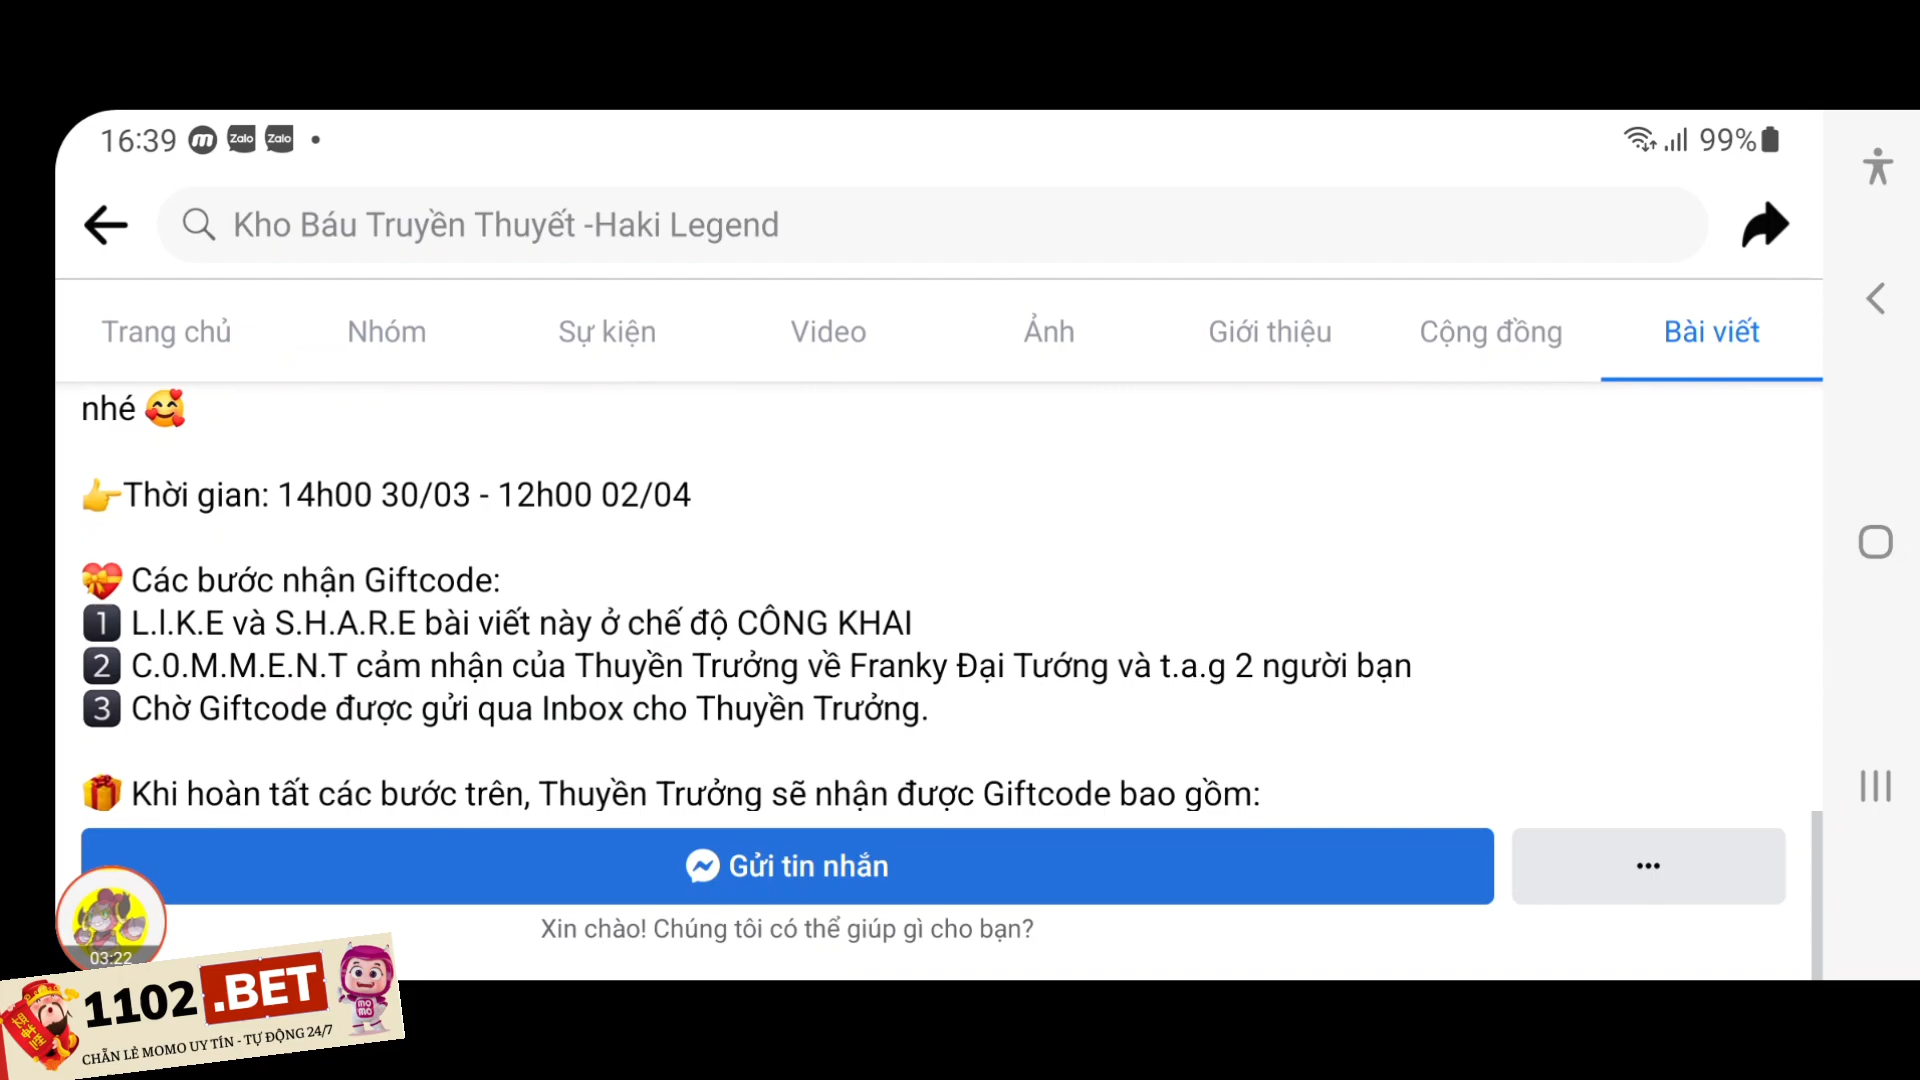 16:39 Zalo Zalo 99%
Kho Báu Truyền Thuyết -Haki Legend
Trang chủ Nhóm Sự kiện Video Ảnh Giới thiệu Cộng đồng Bài viết
nhé 🥰
👉Thời gian: 14h00 30/03 - 12h00 02/04
💝 Các bước nhận Giftcode:
1️⃣ L.I.K.E và S.H.A.R.E bài viết này ở chế độ CÔNG KHAI
2️⃣ C.0.M.M.E.N.T cảm nhận của Thuyền Trưởng về Franky Đại Tướng và t.a.g 2 người bạn
3️⃣ Chờ Giftcode được gửi qua Inbox cho Thuyền Trưởng.
🎁 Khi hoàn tất các bước trên, Thuyền Trưởng sẽ nhận được Giftcode bao gồm:
Gửi tin nhắn
Xin chào! Chúng tôi có thể giúp gì cho bạn?
03:22
1102 .BET
mo mo
CHẴN LẺ MOMO UY TÍN - TỰ ĐỘNG 24/7